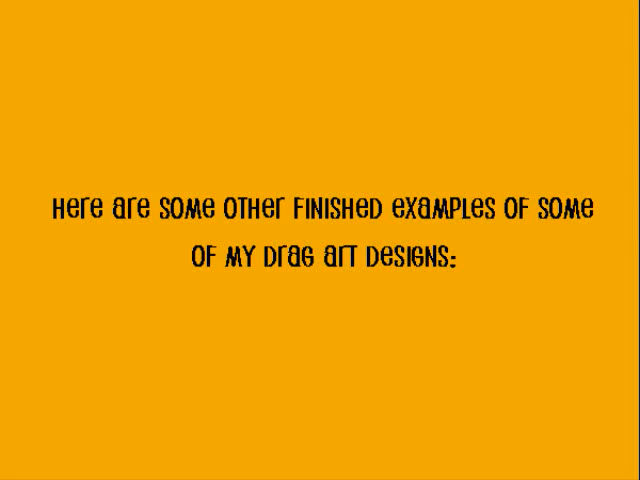 Here are some other finished examples of some
of my drag art designs: